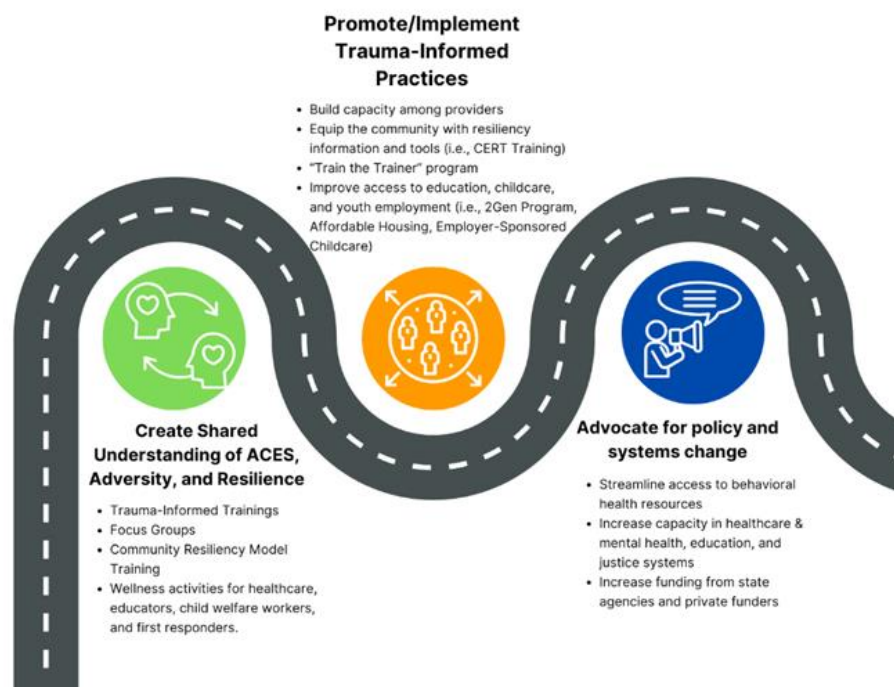 Promote/Implement
Trauma-Informed
Practices
• Build capacity among providers
• Equip the community with resiliency
information and tools (i.e., CERT Training)
• "Train the Trainer" program
• Improve access to education, childcare,
and youth employment (i.e., 2Gen Program,
Affordable Housing, Employer-Sponsored
Childcare)
Create Shared
Understanding of ACES,
Adversity, and Resilience
• Trauma-Informed Trainings
• Focus Groups
• Community Resiliency Model
Training
• Wellness activities for healthcare,
educators, child welfare workers,
and first responders.
Advocate for policy and
systems change
• Streamline access to behavioral
health resources
• Increase capacity in healthcare &
mental health, education, and
justice systems
• Increase funding from state
agencies and private funders